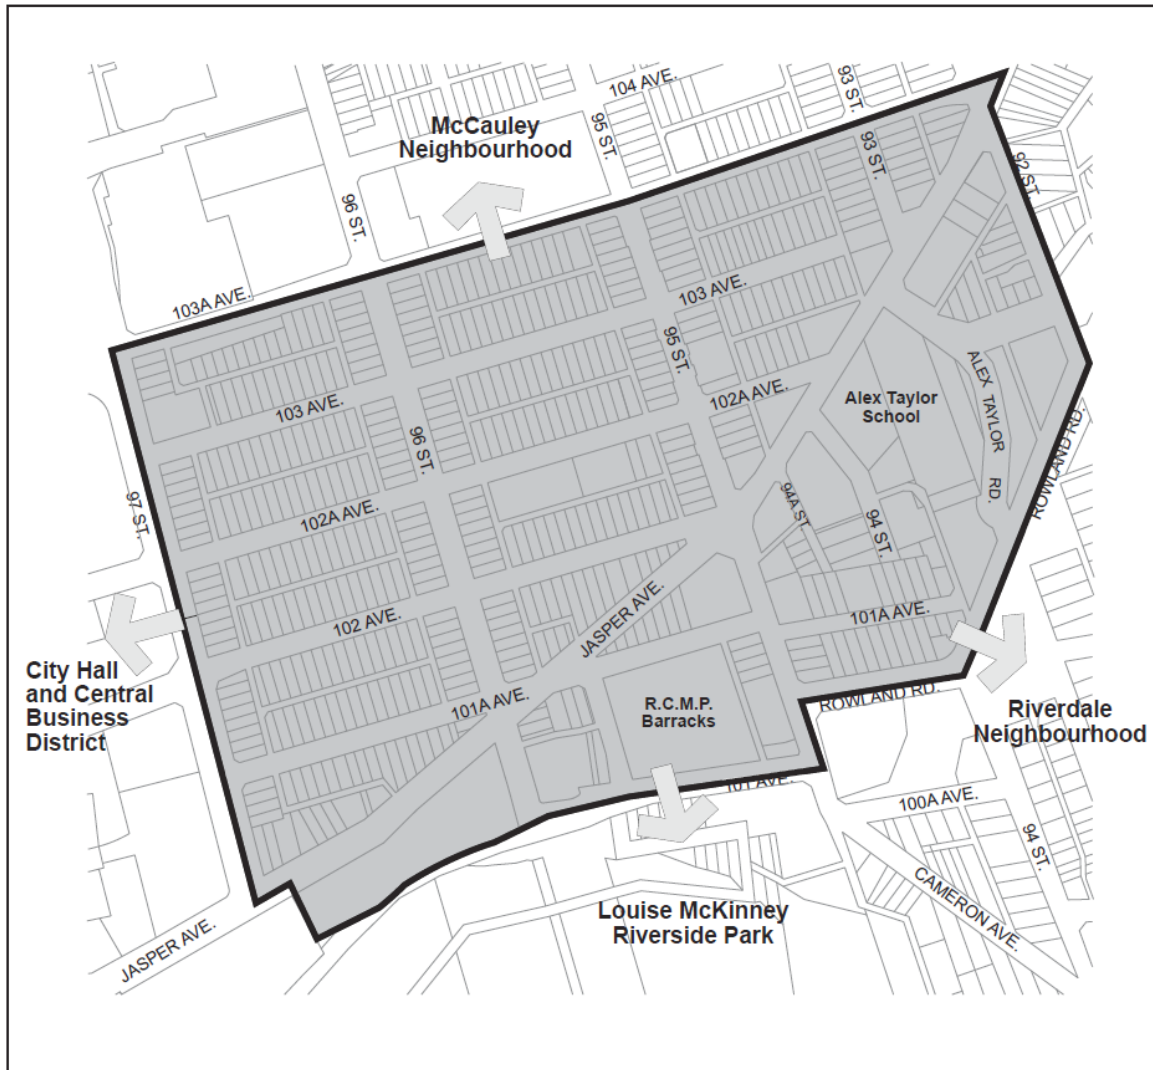 104 AVE.
93 ST.
McCauley
Neighbourhood
95 ST.
93 ST.
92 ST.
96 ST.
103A AVE.
103 AVE.
95 ST.
ALEX TAYLOR RD.
102A AVE.
Alex Taylor
School
103 AVE.
96 ST.
ROWLAND RD.
97 ST.
102A AVE.
94A ST.
94 ST.
JASPER AVE.
102 AVE.
101A AVE.
City Hall
and Central
Business
District
101A AVE.
R.C.M.P.
Barracks
ROWLAND RD.
Riverdale
Neighbourhood
101 AVE.
100A AVE.
94 ST.
CAMERON AVE.
Louise McKinney
Riverside Park
JASPER AVE.